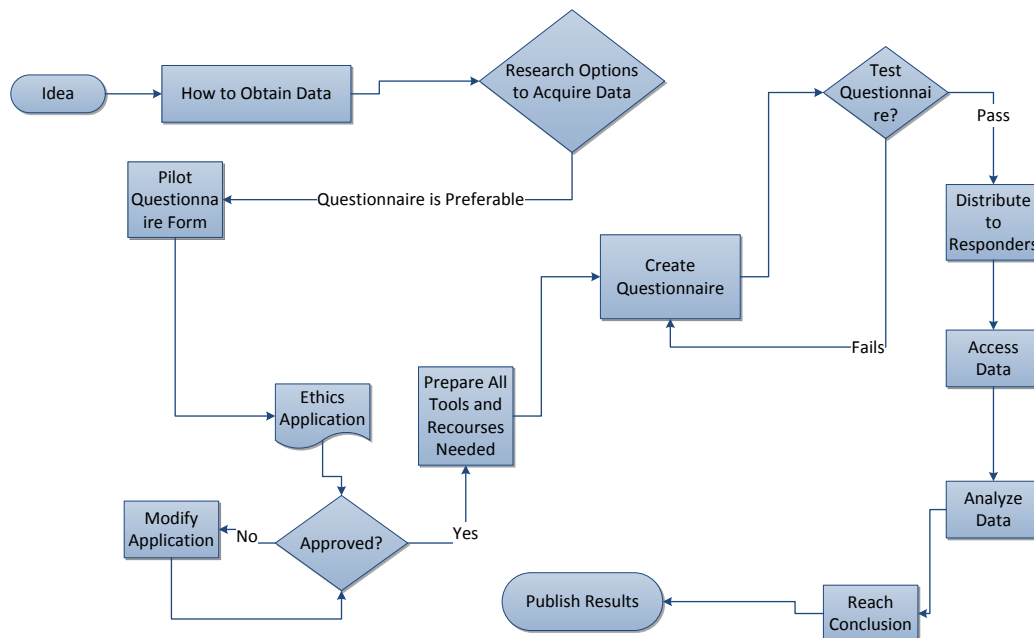 Idea
How to Obtain Data
Research Options
to Acquire Data
Test
Questionnai
re?
Pass
Pilot
Questionna
ire Form
Questionnaire is Preferable
Distribute
to
Responders
Create
Questionnaire
Fails
Access
Data
Ethics
Application
Prepare All
Tools and
Recourses
Needed
Modify
Application
No
Approved?
Yes
Analyze
Data
Publish Results
Reach
Conclusion